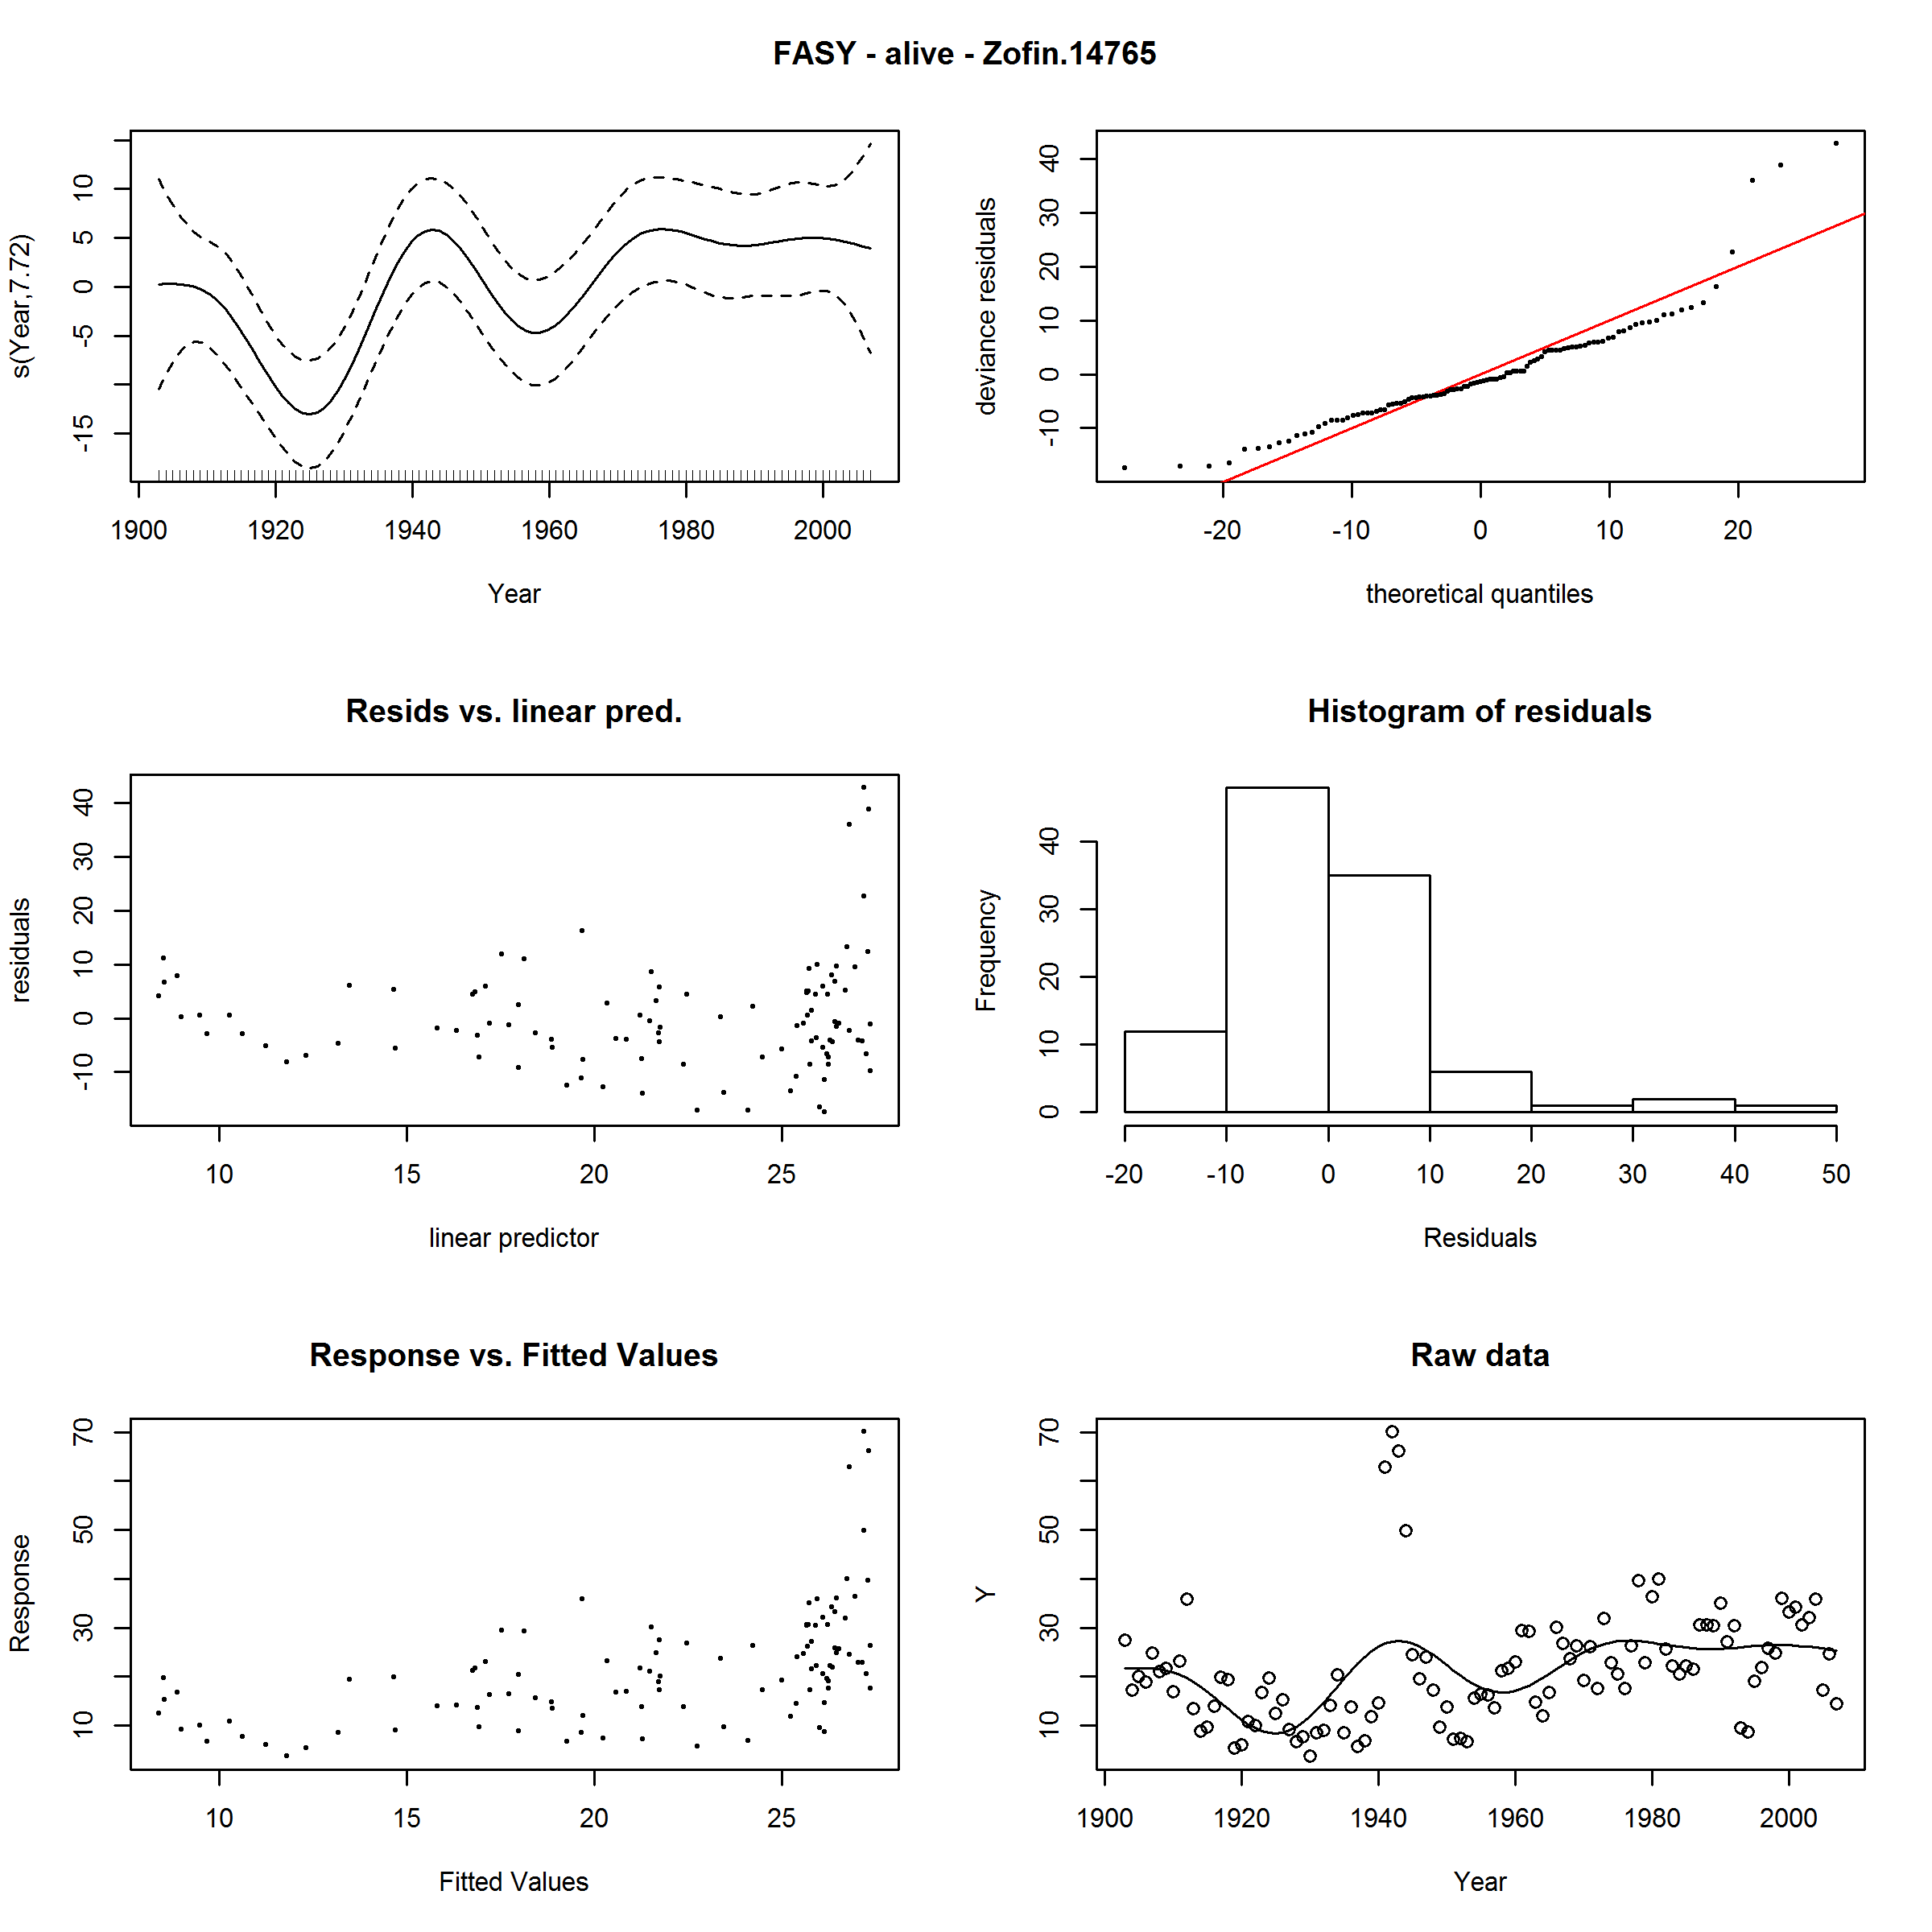 FASY - alive - Zofin.14765
s(Year,7.72)
10
5
0
-5
-15
1900 1920 1940 1960 1980 2000
Year
deviance residuals
40
30
20
10
0
-10
-20 -10 0 10 20
theoretical quantiles
Resids vs. linear pred.
residuals
40
30
20
10
0
-10
10 15 20 25
linear predictor
Histogram of residuals
Frequency
40
30
20
10
0
-20 -10 0 10 20 30 40 50
Residuals
Response vs. Fitted Values
Response
70
50
30
10
10 15 20 25
Fitted Values
Raw data
Y
70
50
30
10
1900 1920 1940 1960 1980 2000
Year